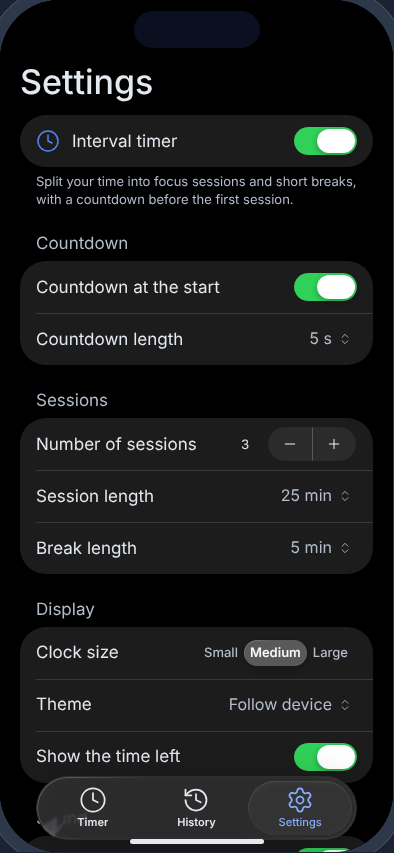 Settings
Interval timer
Split your time into focus sessions and short breaks,
with a countdown before the first session.
Countdown
Countdown at the start
Countdown length 5 s
Sessions
Number of sessions 3 − +
Session length 25 min
Break length 5 min
Display
Clock size Small Medium Large
Theme Follow device
Show the time left
Timer History Settings